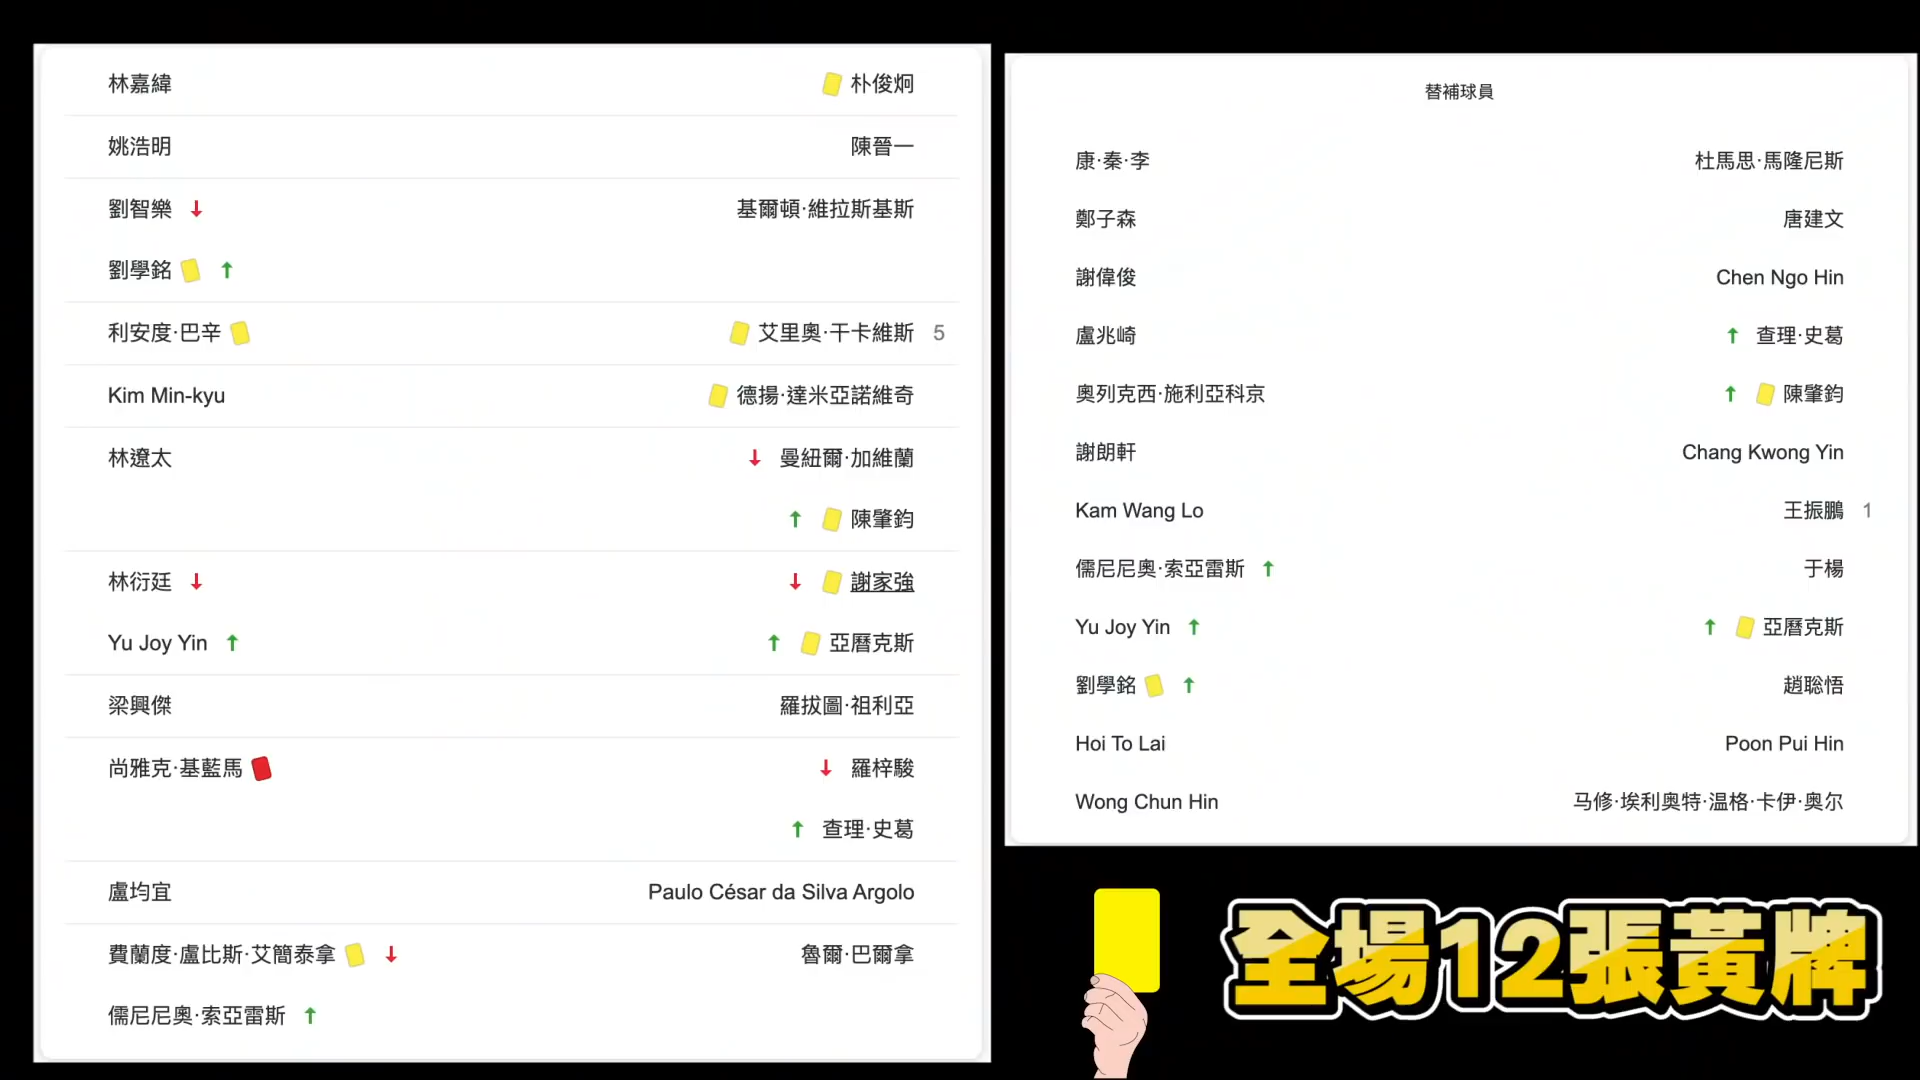 林嘉緯 朴俊炯
姚浩明 陳晉一
劉智樂 基爾頓·維拉斯基斯
劉學銘
利安度·巴辛 艾里奧·干卡維斯 5
Kim Min-kyu 德揚·達米亞諾維奇
林遼太 曼紐爾·加維蘭
陳肇鈞
林衍廷 謝家強
Yu Joy Yin 亞曆克斯
梁興傑 羅拔圖·祖利亞
尚雅克·基藍馬 羅梓駿
查理·史葛
盧均宜 Paulo César da Silva Argolo
費蘭度·盧比斯·艾簡泰拿 魯爾·巴爾拿
儒尼尼奧·索亞雷斯
替補球員
康·秦·李 杜馬思·馬隆尼斯
鄭子森 唐建文
謝偉俊 Chen Ngo Hin
盧兆崎 查理·史葛
奧列克西·施利亞科京 陳肇鈞
謝朗軒 Chang Kwong Yin
Kam Wang Lo 王振鵬 1
儒尼尼奧·索亞雷斯 于楊
Yu Joy Yin 亞曆克斯
劉學銘 趙聡悟
Hoi To Lai Poon Pui Hin
Wong Chun Hin 马修·埃利奥特·温格·卡伊·奥尔
全場12張黃牌